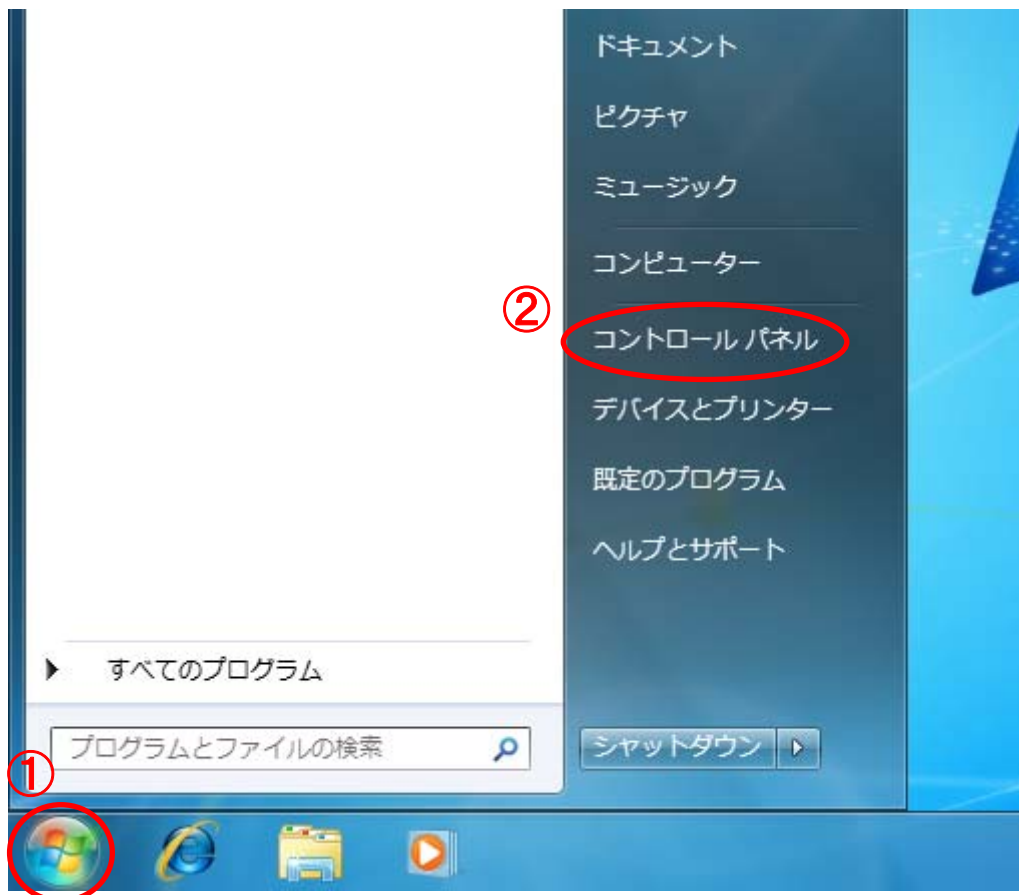 ドキュメント
ピクチャ
ミュージック
コンピューター
②
コントロール パネル
デバイスとプリンター
既定のプログラム
ヘルプとサポート
すべてのプログラム
プログラムとファイルの検索
シャットダウン
①